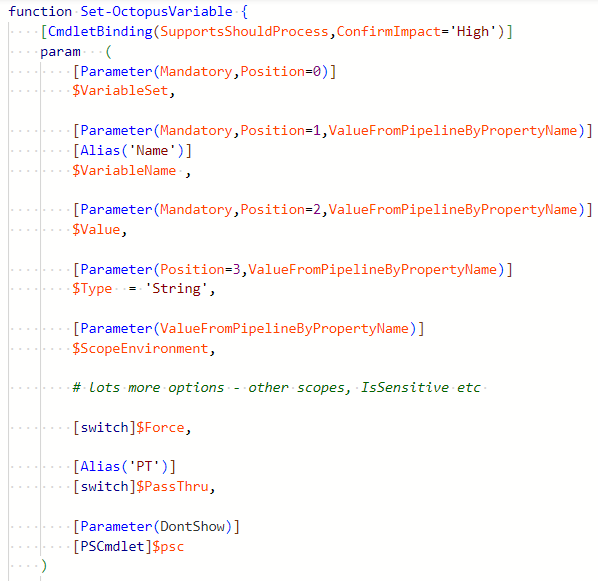 function Set-OctopusVariable {
    [CmdletBinding(SupportsShouldProcess,ConfirmImpact='High')]
    param   (
        [Parameter(Mandatory,Position=0)]
        $VariableSet,

        [Parameter(Mandatory,Position=1,ValueFromPipelineByPropertyName)]
        [Alias('Name')]
        $VariableName ,

        [Parameter(Mandatory,Position=2,ValueFromPipelineByPropertyName)]
        $Value,

        [Parameter(Position=3,ValueFromPipelineByPropertyName)]
        $Type  = 'String',

        [Parameter(ValueFromPipelineByPropertyName)]
        $ScopeEnvironment,

        # lots more options - other scopes, IsSensitive etc

        [switch]$Force,

        [Alias('PT')]
        [switch]$PassThru,

        [Parameter(DontShow)]
        [PSCmdlet]$psc
    )